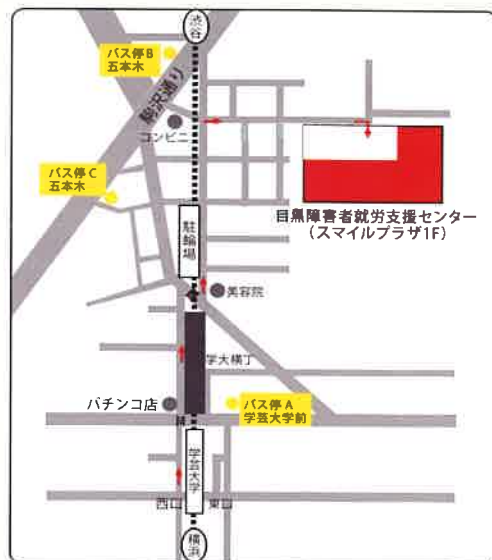 渋谷
バス停B
五本木
駒沢通り
コンビニ
バス停C
五本木
目黒障害者就労支援センター
(スマイルプラザ1F)
駐輪場
美容院
学大横丁
パチンコ店
バス停A
学芸大学前
学芸大学
西口
東口
横浜